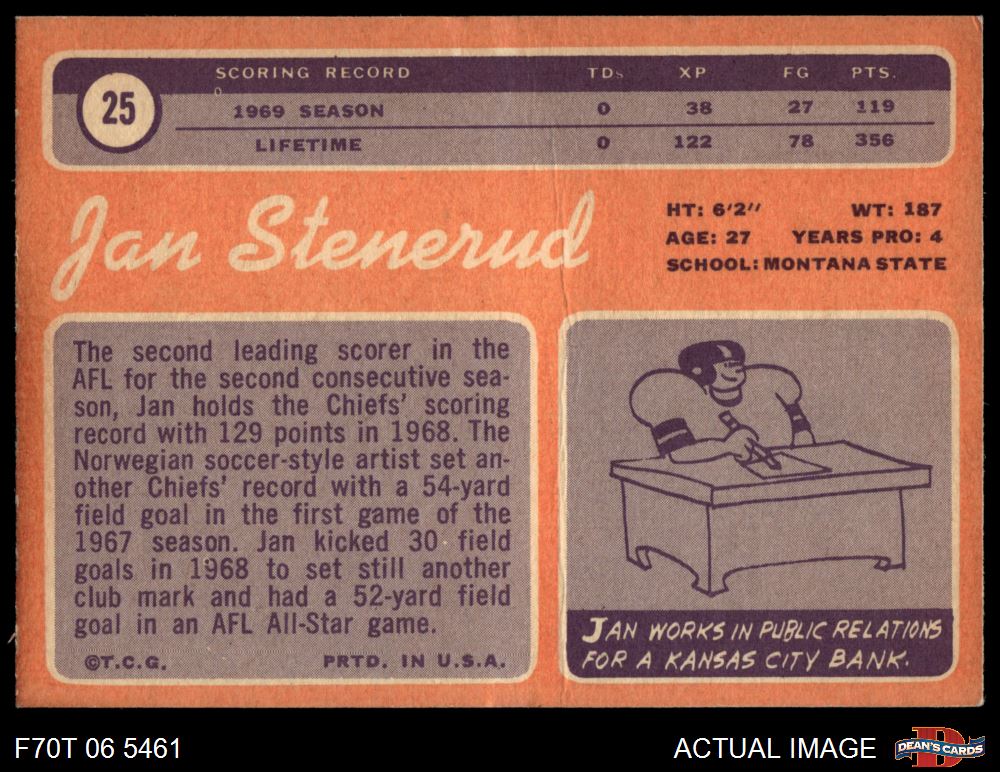 25
SCORING RECORD TDs XP FG PTS.
0
1969 SEASON 0 38 27 119
LIFETIME 0 122 78 356
Jan Stenerud
HT: 6'2" WT: 187
AGE: 27 YEARS PRO: 4
SCHOOL: MONTANA STATE
The second leading scorer in the
AFL for the second consecutive sea-
son, Jan holds the Chiefs' scoring
record with 129 points in 1968. The
Norwegian soccer-style artist set an-
other Chiefs' record with a 54-yard
field goal in the first game of the
1967 season. Jan kicked 30 field
goals in 1968 to set still another
club mark and had a 52-yard field
goal in an AFL All-Star game.
©T.C.G. PRTD. IN U.S.A.
JAN WORKS IN PUBLIC RELATIONS
FOR A KANSAS CITY BANK.
F70T 06 5461 ACTUAL IMAGE D DEAN'S CARDS